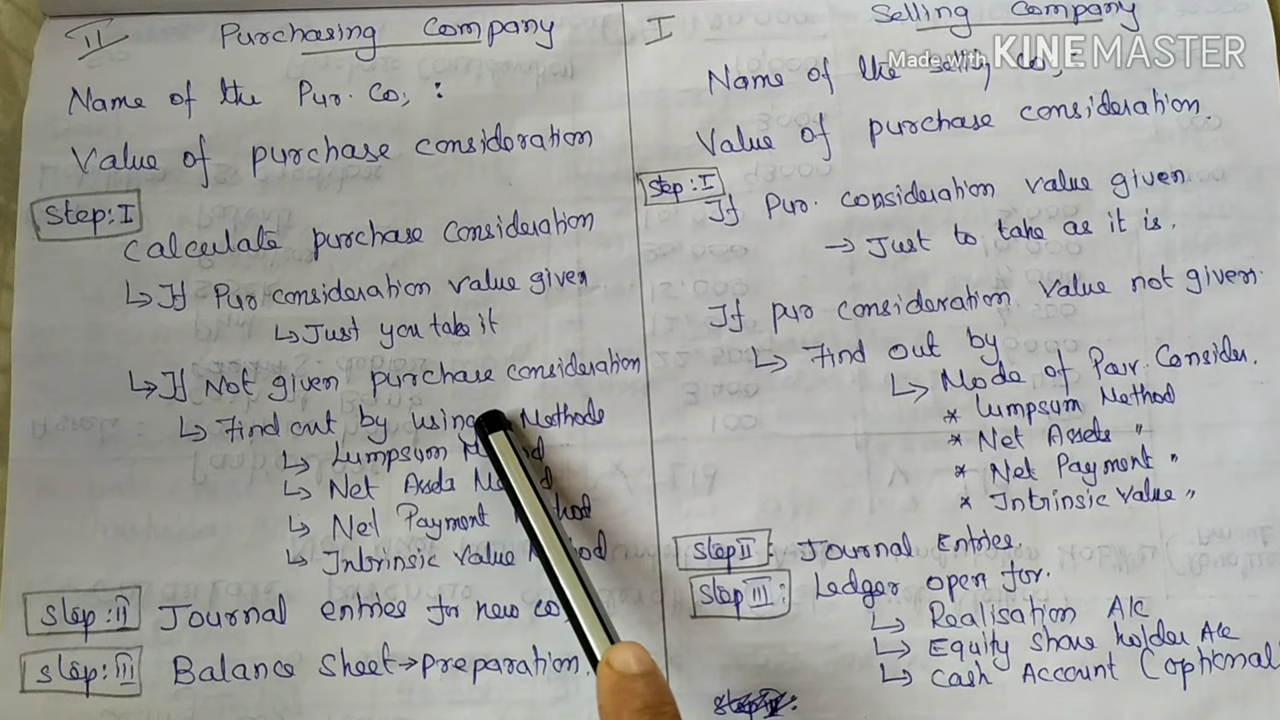 II Purchasing Company
Name of the Pur. Co, :
Value of purchase consideration
Step: I
Calculate purchase consideration
↳ If Pur consideration value given
↳ Just you take it
↳ If Not given purchase consideration
↳ Find out by using Methods
↳ Lumpsum
↳ Net Assets
↳ Net Payment
↳ Intrinsic Value
Step: II Journal entries for new co,
Step: III Balance Sheet → preparation.
I Selling Company
Made with KINEMASTER
Name of the selling Co, :
Value of purchase consideration.
Step: I
If Pur. consideration value given
→ Just to take as it is.
If pur consideration value not given.
↳ Find out by
↳ Mode of Pur. Consider.
* Lumpsum Method
* Net Assets "
* Net Payment "
* Intrinsic value "
Step II : Journal Entries.
Step III : Ledger open for.
↳ Realisation A/c
↳ Equity Share holder A/c
↳ Cash Account (optional